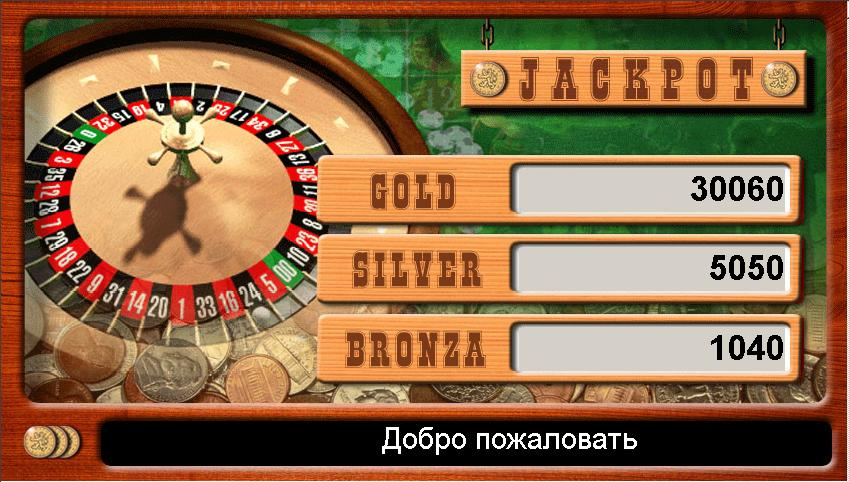 JACKPOT
GOLD 30060
SILVER 5050
BRONZA 1040
Добро пожаловать